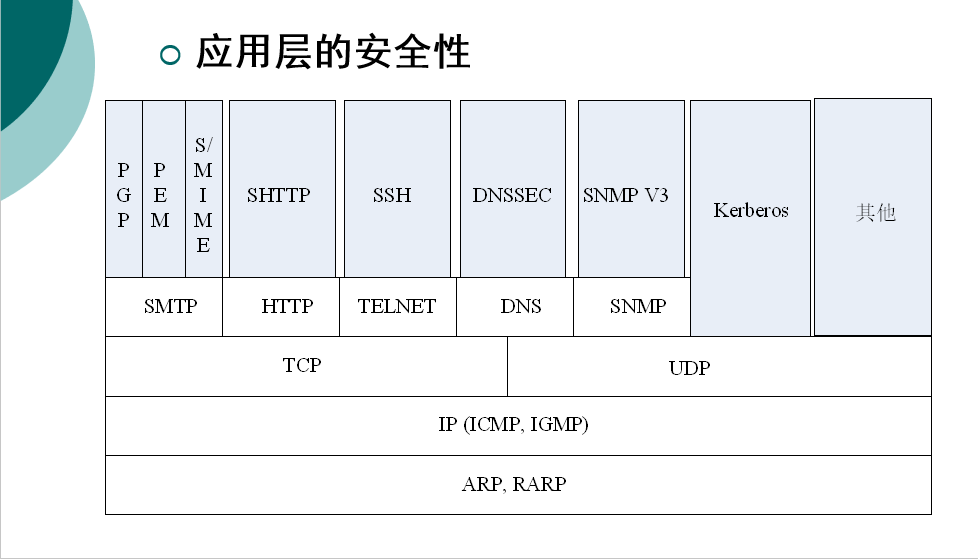 应用层的安全性
PGP
PEM
S/MIME
SHTTP
SSH
DNSSEC
SNMP V3
Kerberos
其他
SMTP
HTTP
TELNET
DNS
SNMP
TCP
UDP
IP (ICMP, IGMP)
ARP, RARP